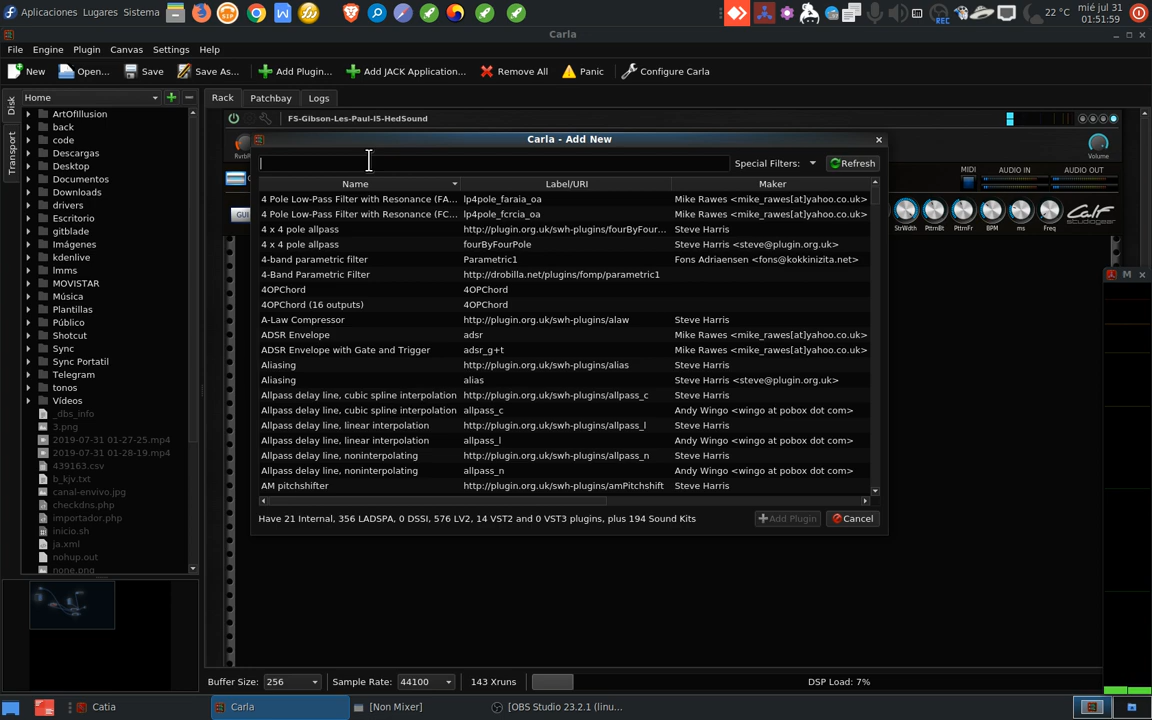 Aplicaciones Lugares Sistema
22 °C
mié jul 31
01:51:59
Carla
File Engine Plugin Canvas Settings Help
New Open... Save Save As... Add Plugin... Add JACK Application... Remove All Panic Configure Carla
Disk
Transport
Home
Rack Patchbay Logs
ArtOfIllusion
back
code
Descargas
Desktop
Documentos
Downloads
drivers
Escritorio
gitblade
Imágenes
kdenlive
lmms
MOVISTAR
Música
Plantillas
Público
Shotcut
Sync
Sync Portatil
Telegram
tonos
Vídeos
_dbs_info
3.png
2019-07-31 01-27-25.mp4
2019-07-31 01-28-19.mp4
439163.csv
b_kjv.txt
canal-envivo.jpg
checkdns.php
importador.php
inicio.sh
ja.xml
nohup.out
none.png
FS-Gibson-Les-Paul-I5-HedSound
Volume
MIDI AUDIO IN AUDIO OUT
GUI
StrWdth PttrnBt PttrnFr BPM ms Freq
Calf
studiogear
M
Carla - Add New
Special Filters: Refresh
Name Label/URI Maker
4 Pole Low-Pass Filter with Resonance (FA... lp4pole_faraia_oa Mike Rawes <mike_rawes[at]yahoo.co.uk>
4 Pole Low-Pass Filter with Resonance (FC... lp4pole_fcrcia_oa Mike Rawes <mike_rawes[at]yahoo.co.uk>
4 x 4 pole allpass http://plugin.org.uk/swh-plugins/fourByFour... Steve Harris
4 x 4 pole allpass fourByFourPole Steve Harris <steve@plugin.org.uk>
4-band parametric filter Parametric1 Fons Adriaensen <fons@kokkinizita.net>
4-Band Parametric Filter http://drobilla.net/plugins/fomp/parametric1
4OPChord 4OPChord
4OPChord (16 outputs) 4OPChord
A-Law Compressor http://plugin.org.uk/swh-plugins/alaw Steve Harris
ADSR Envelope adsr Mike Rawes <mike_rawes[at]yahoo.co.uk>
ADSR Envelope with Gate and Trigger adsr_g+t Mike Rawes <mike_rawes[at]yahoo.co.uk>
Aliasing http://plugin.org.uk/swh-plugins/alias Steve Harris
Aliasing alias Steve Harris <steve@plugin.org.uk>
Allpass delay line, cubic spline interpolation http://plugin.org.uk/swh-plugins/allpass_c Steve Harris
Allpass delay line, cubic spline interpolation allpass_c Andy Wingo <wingo at pobox dot com>
Allpass delay line, linear interpolation http://plugin.org.uk/swh-plugins/allpass_l Steve Harris
Allpass delay line, linear interpolation allpass_l Andy Wingo <wingo at pobox dot com>
Allpass delay line, noninterpolating http://plugin.org.uk/swh-plugins/allpass_n Steve Harris
Allpass delay line, noninterpolating allpass_n Andy Wingo <wingo at pobox dot com>
AM pitchshifter http://plugin.org.uk/swh-plugins/amPitchshift Steve Harris
Have 21 Internal, 356 LADSPA, 0 DSSI, 576 LV2, 14 VST2 and 0 VST3 plugins, plus 194 Sound Kits
Add Plugin Cancel
Buffer Size: 256 Sample Rate: 44100 143 Xruns DSP Load: 7%
Catia Carla [Non Mixer] [OBS Studio 23.2.1 (linu...